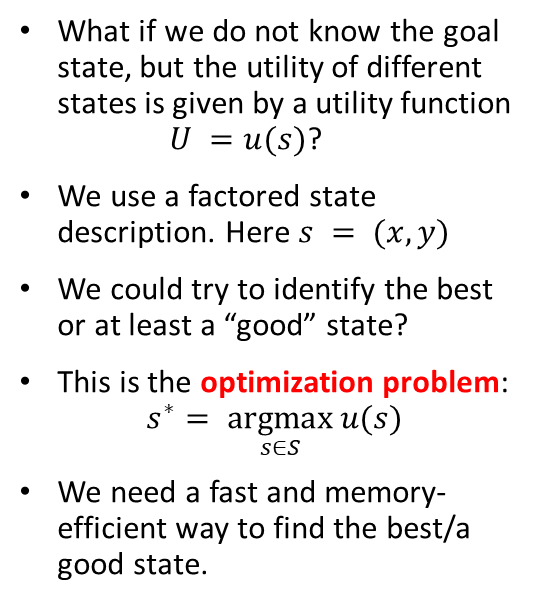 • What if we do not know the goal
state, but the utility of different
states is given by a utility function
U = u(s)?
• We use a factored state
description. Here s = (x, y)
• We could try to identify the best
or at least a “good” state?
• This is the optimization problem:
s* = argmax u(s)
s∈S
• We need a fast and memory-
efficient way to find the best/a
good state.